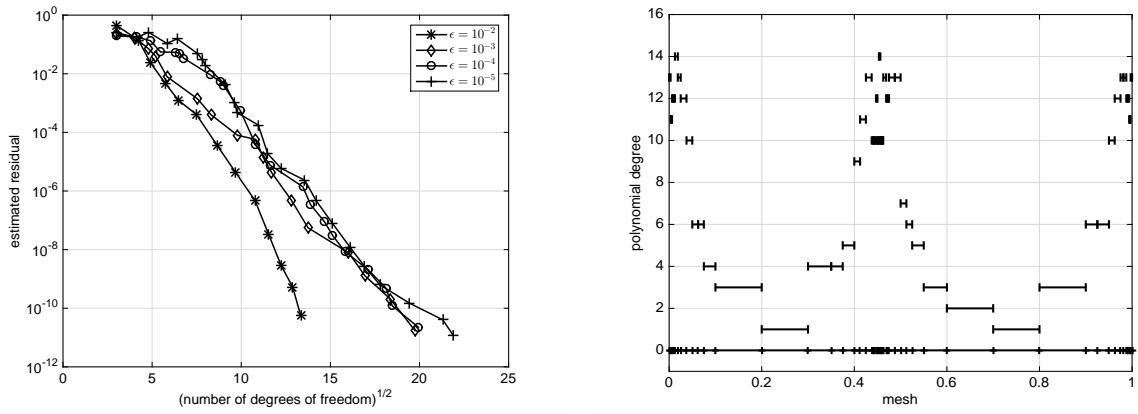 10^0
10^-2
10^-4
10^-6
10^-8
10^-10
10^-12
estimated residual
0 5 10 15 20 25
(number of degrees of freedom)^1/2
ϵ = 10^-2
ϵ = 10^-3
ϵ = 10^-4
ϵ = 10^-5
16
14
12
10
8
6
4
2
0
polynomial degree
0 0.2 0.4 0.6 0.8 1
mesh